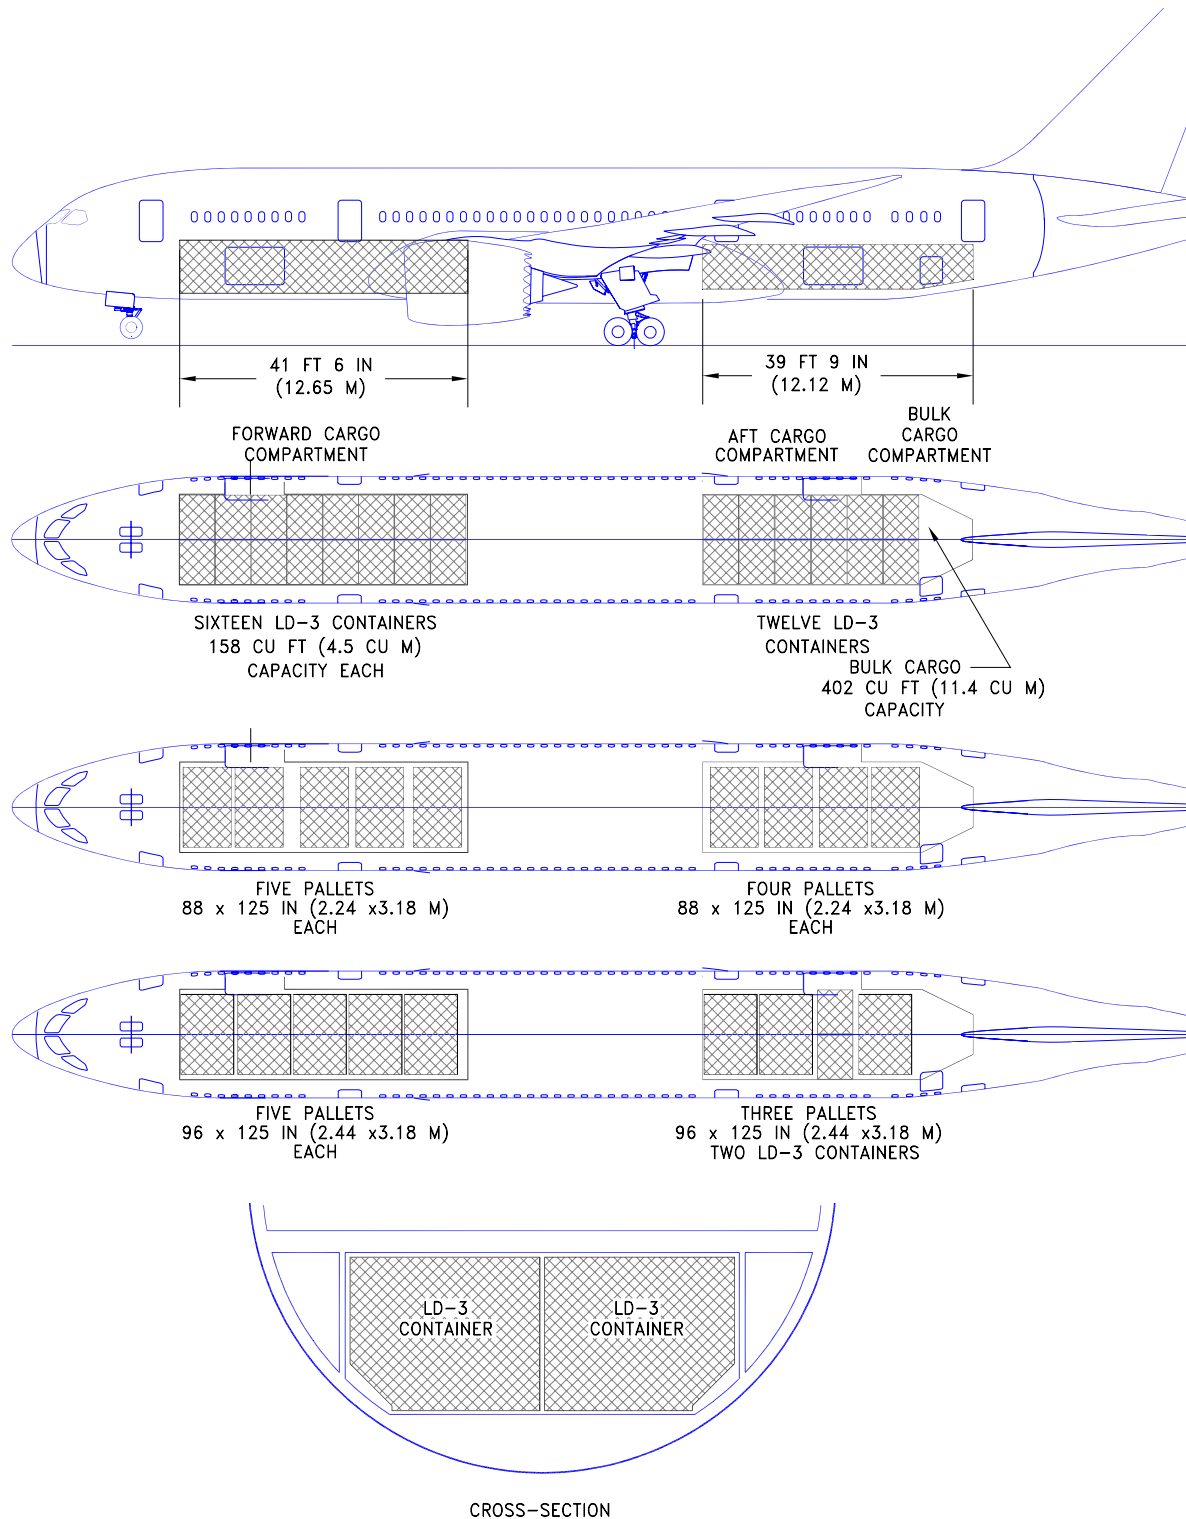 41 FT 6 IN
(12.65 M)
39 FT 9 IN
(12.12 M)
FORWARD CARGO
COMPARTMENT
AFT CARGO
COMPARTMENT
BULK
CARGO
COMPARTMENT
SIXTEEN LD-3 CONTAINERS
158 CU FT (4.5 CU M)
CAPACITY EACH
TWELVE LD-3
CONTAINERS
BULK CARGO
402 CU FT (11.4 CU M)
CAPACITY
FIVE PALLETS
88 x 125 IN (2.24 x3.18 M)
EACH
FOUR PALLETS
88 x 125 IN (2.24 x3.18 M)
EACH
FIVE PALLETS
96 x 125 IN (2.44 x3.18 M)
EACH
THREE PALLETS
96 x 125 IN (2.44 x3.18 M)
TWO LD-3 CONTAINERS
LD-3
CONTAINER
LD-3
CONTAINER
CROSS-SECTION